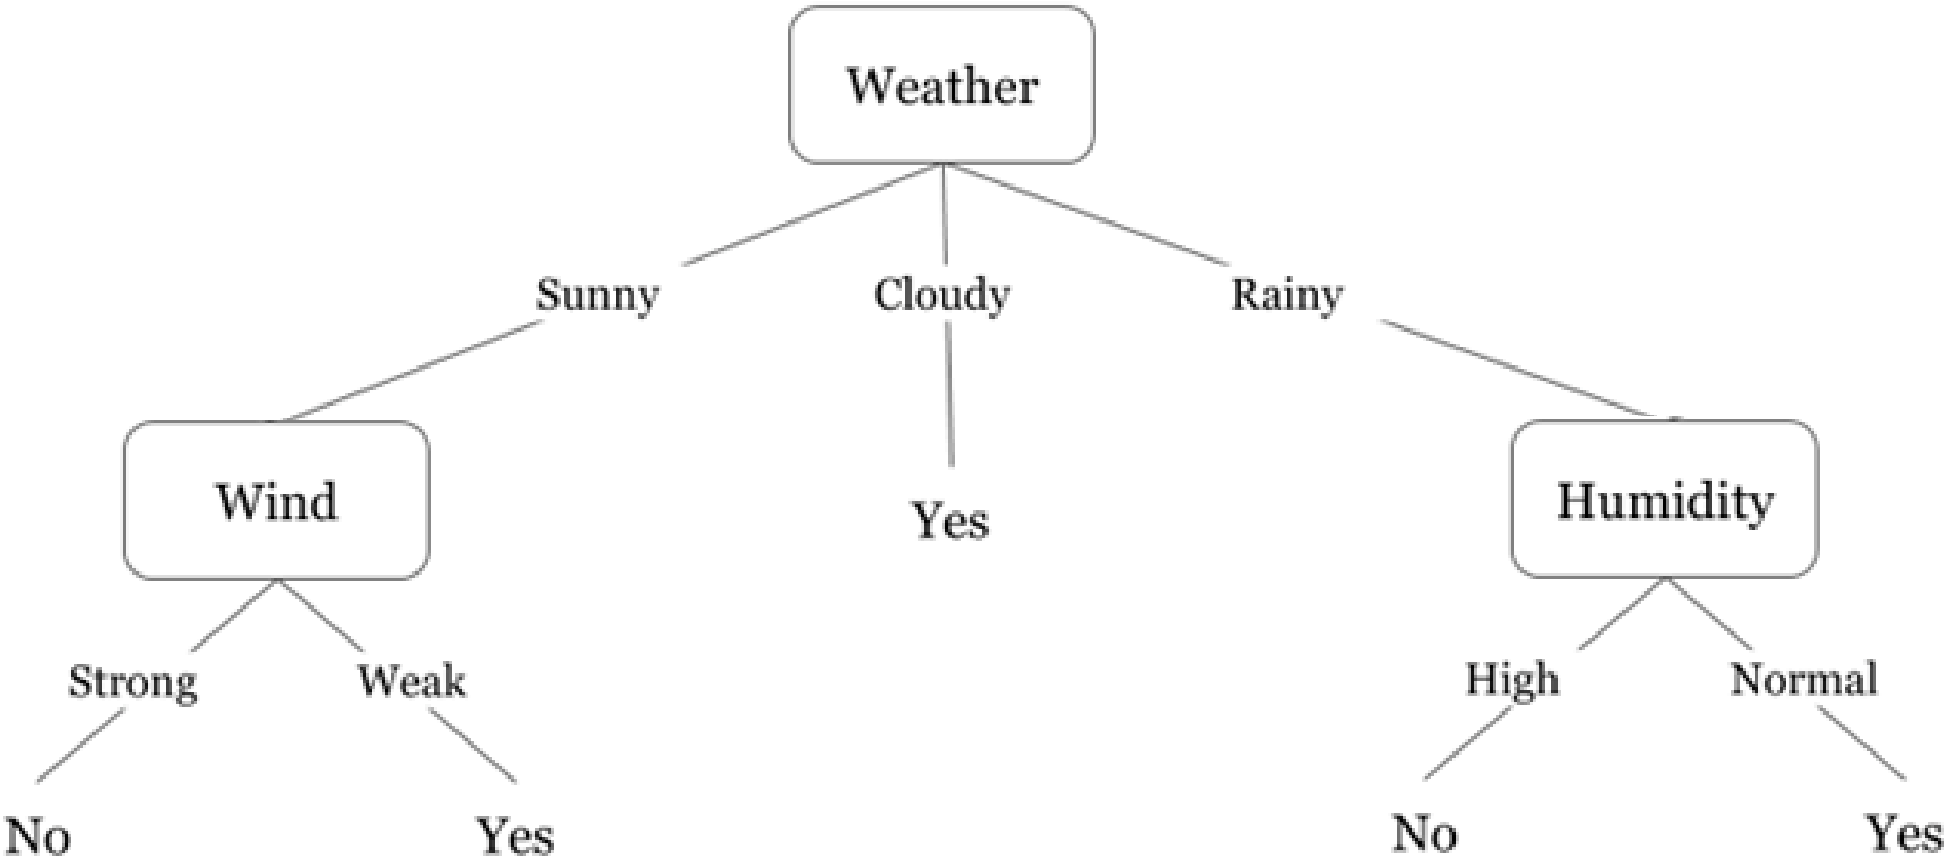 Weather
Sunny Cloudy Rainy
Wind Yes Humidity
Strong Weak High Normal
No Yes No Yes